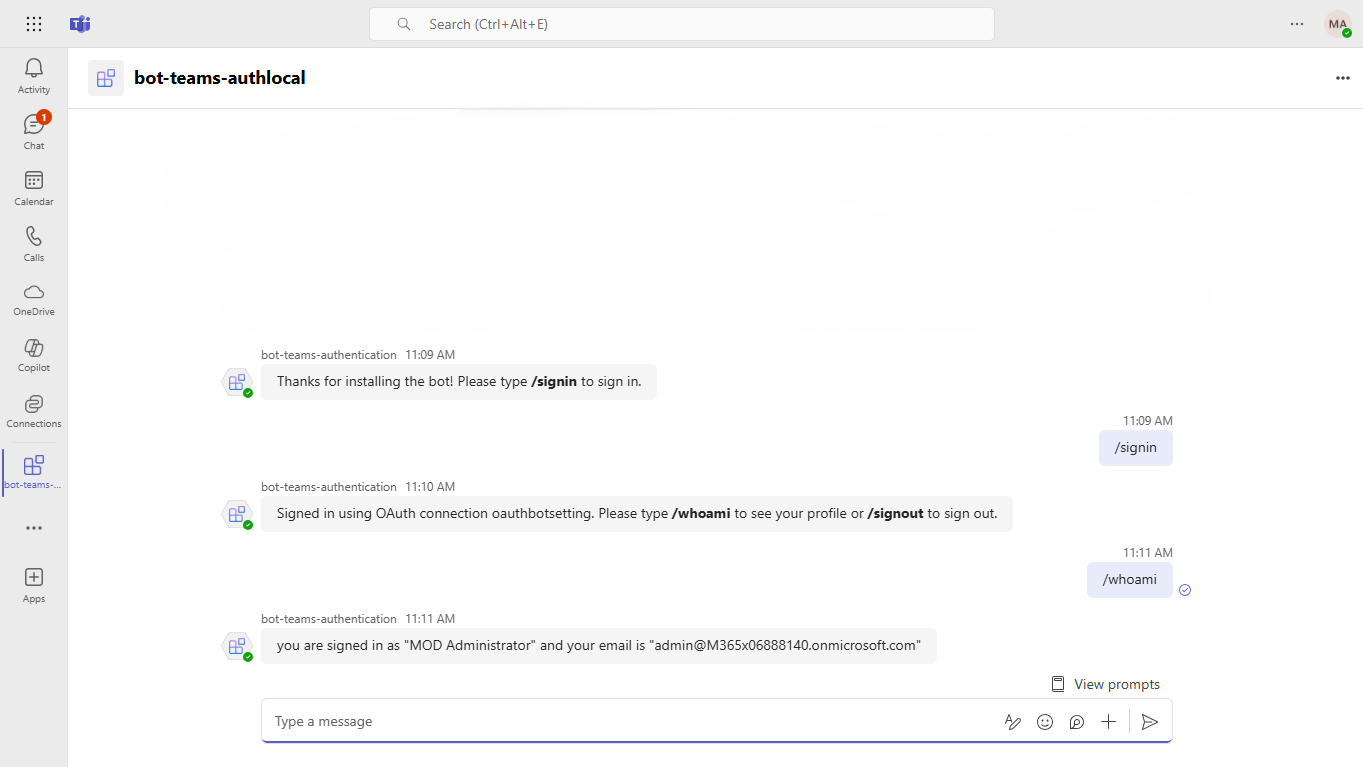 Search (Ctrl+Alt+E)
MA
Activity
1
Chat
Calendar
Calls
OneDrive
Copilot
Connections
bot-teams-...
Apps
bot-teams-authlocal
bot-teams-authentication 11:09 AM
Thanks for installing the bot! Please type /signin to sign in.
11:09 AM
/signin
bot-teams-authentication 11:10 AM
Signed in using OAuth connection oauthbotsetting. Please type /whoami to see your profile or /signout to sign out.
11:11 AM
/whoami
bot-teams-authentication 11:11 AM
you are signed in as "MOD Administrator" and your email is "admin@M365x06888140.onmicrosoft.com"
View prompts
Type a message